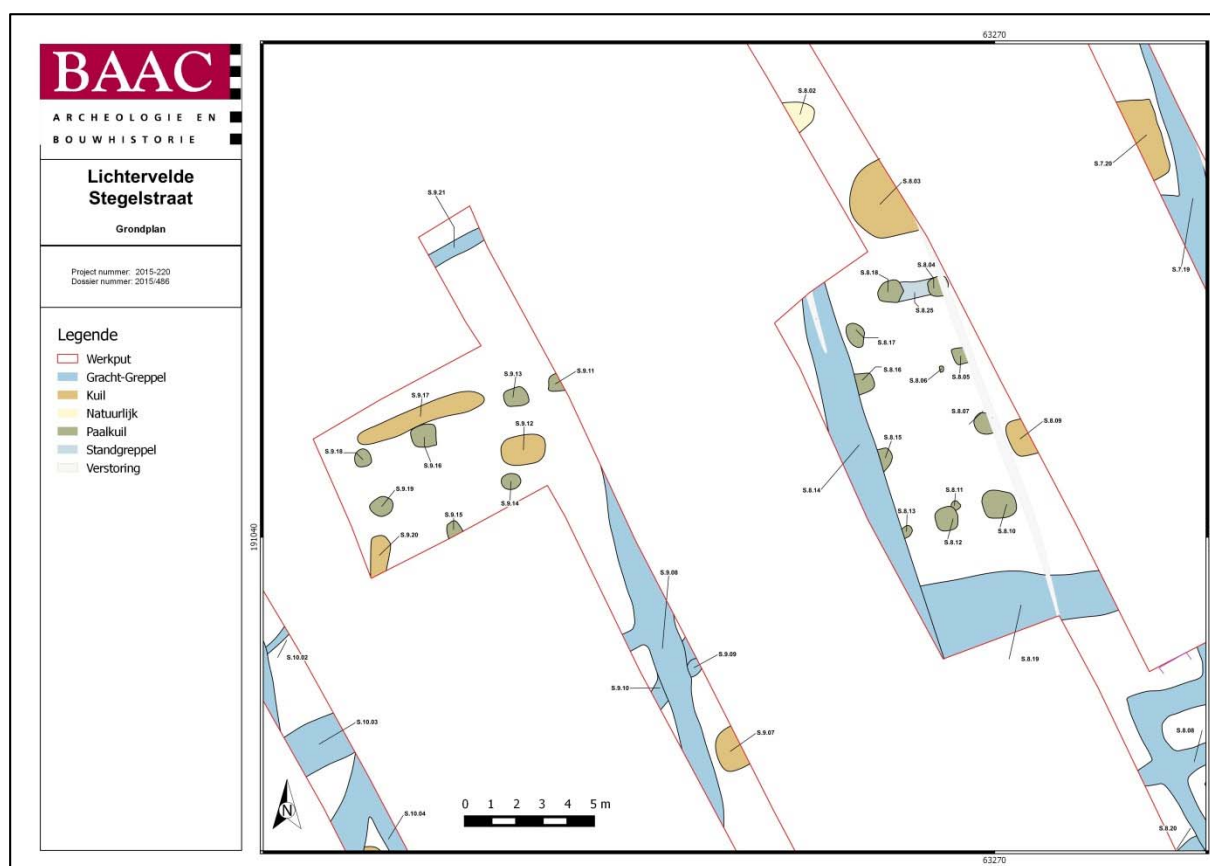 BAAC
ARCHEOLOGIE EN
BOUWHISTORIE
Lichtervelde
Stegelstraat
Grondplan
Project nummer: 2015-220
Dossier nummer: 2015/486
Legende
Werkput
Gracht-Greppel
Kuil
Natuurlijk
Paalkuil
Standgreppel
Verstoring
63270
S.8.02
S.7.20
S.8.03
S.9.21
S.8.04
S.8.18
S.7.19
S.8.25
S.8.17
S.9.13
S.9.11
S.8.16
S.8.06
S.8.05
S.9.17
S.8.07
S.8.09
S.9.12
S.9.18
S.9.16
S.8.15
S.9.19
S.9.14
S.8.14
S.8.11
S.9.15
S.8.13
S.8.10
S.8.12
S.9.20
191040
S.9.08
S.10.02
S.9.09
S.8.19
S.9.10
S.10.03
S.9.07
S.8.08
N
0 1 2 3 4 5 m
S.10.04
S.8.20
63270